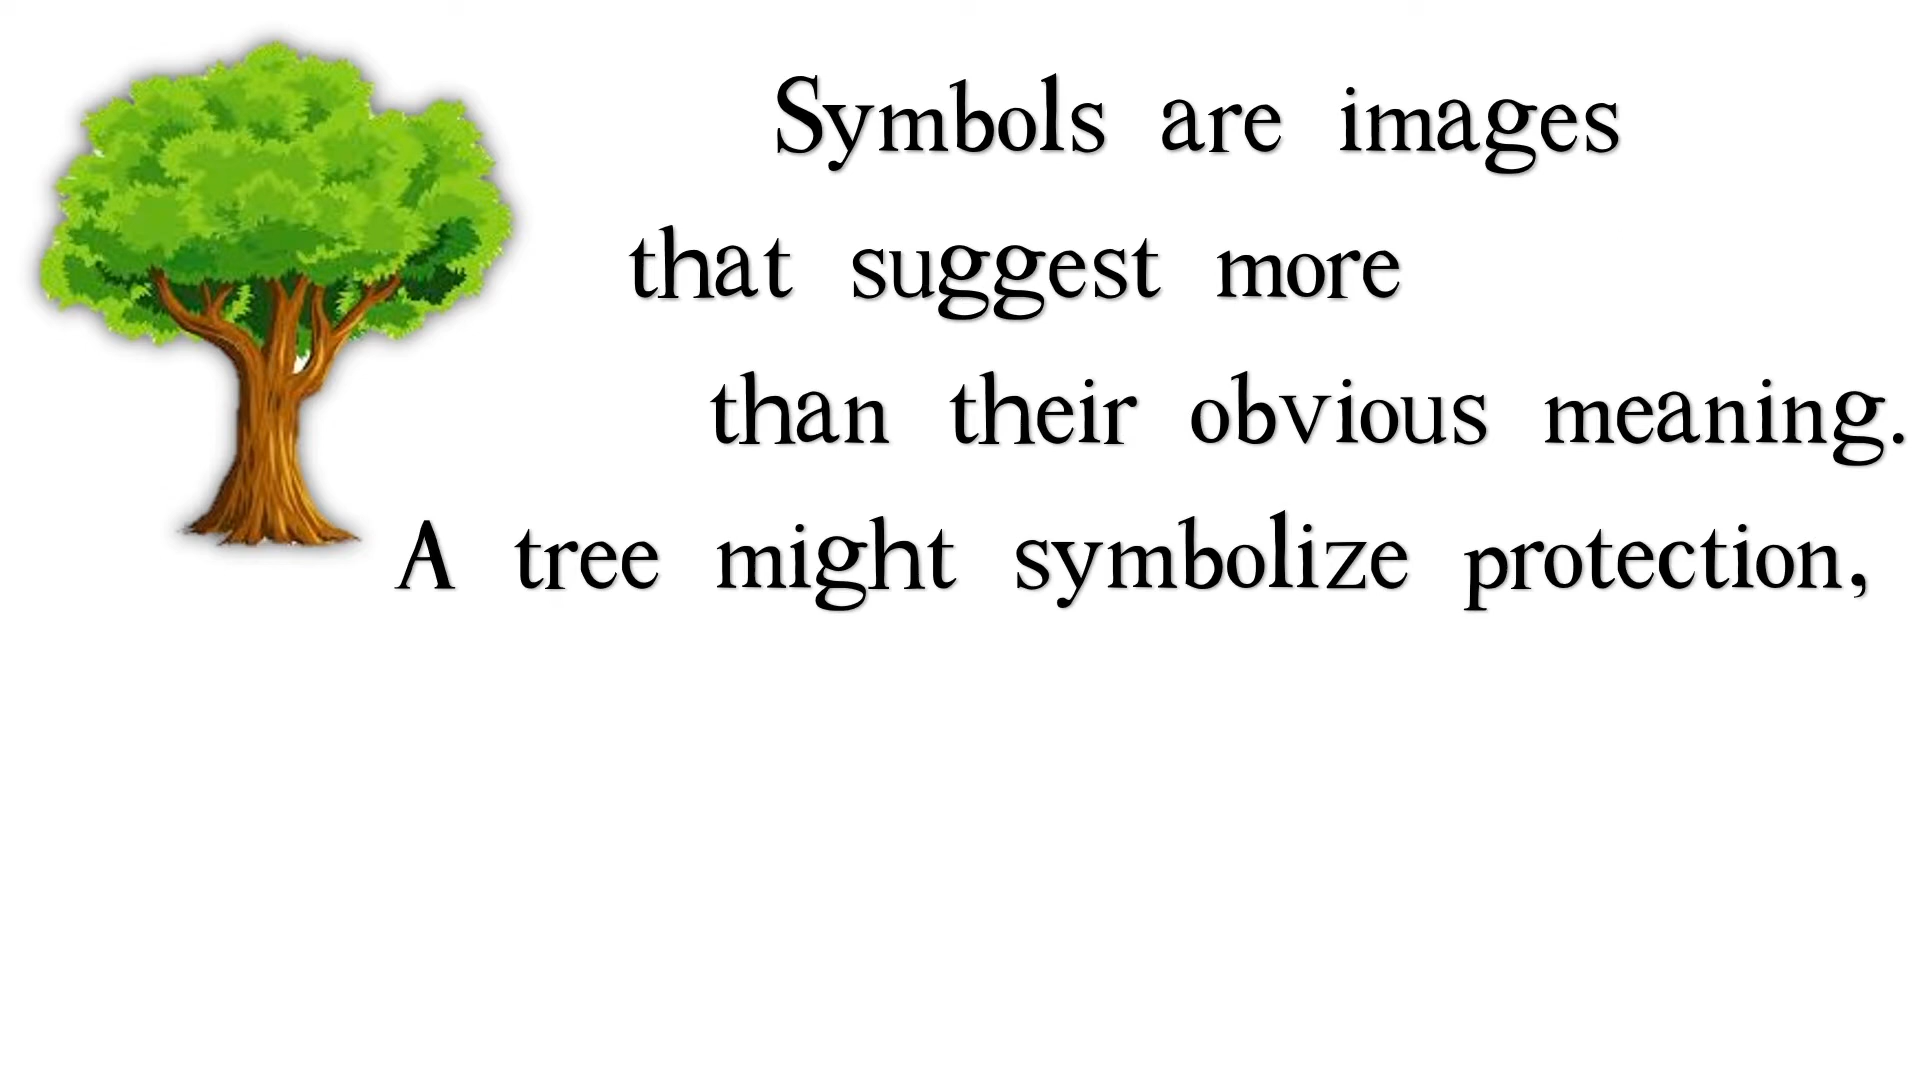 Symbols are images
that suggest more
than their obvious meaning.
A tree might symbolize protection,